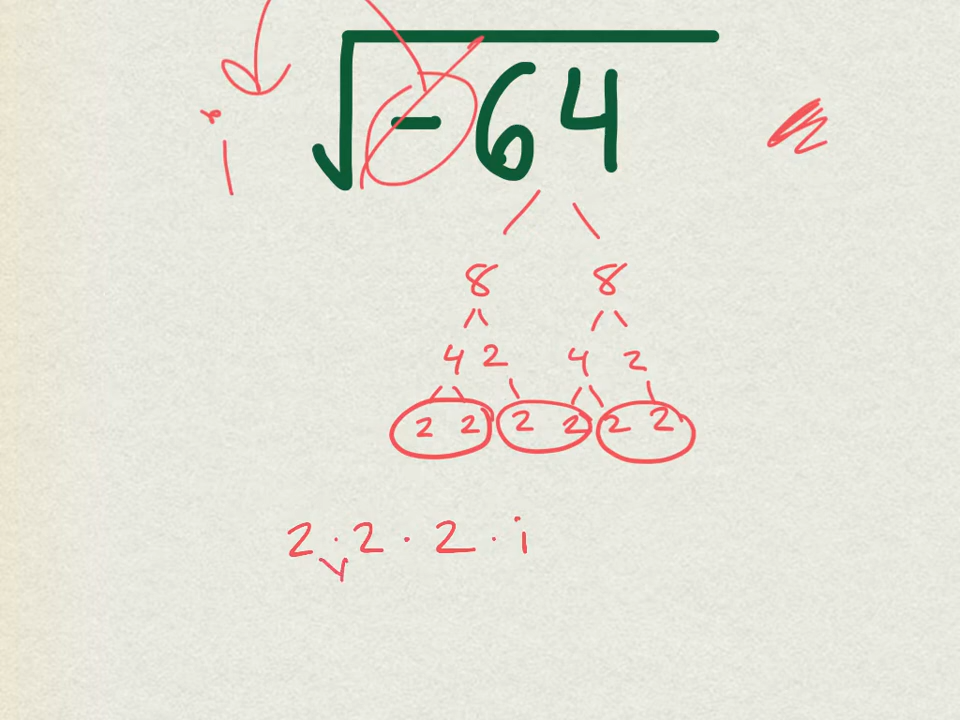 i √-64
8 8
4 2 4 2
2 2 2 2 2 2
2 · 2 · 2 · i